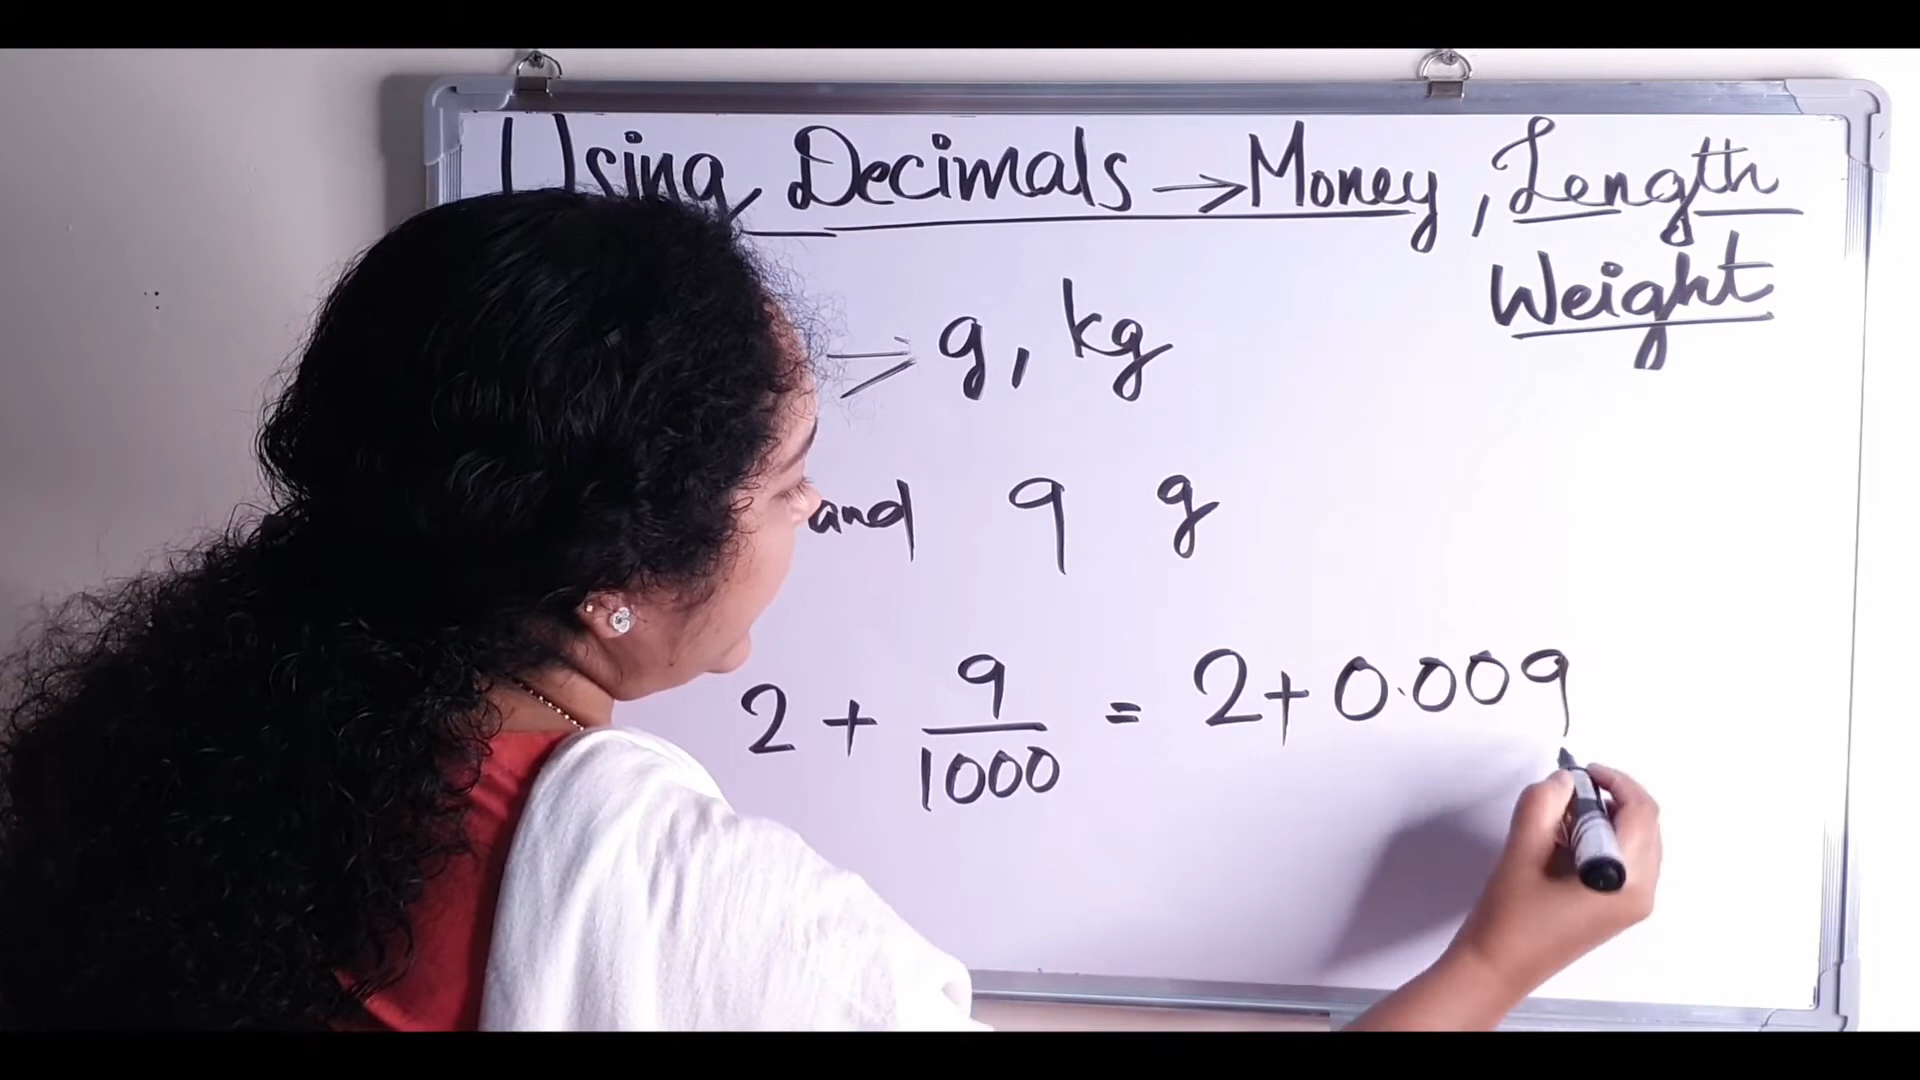 Using Decimals → Money, Length
Weight
⇒ g, kg
and 9 g
2 + 9/1000 = 2+0.009